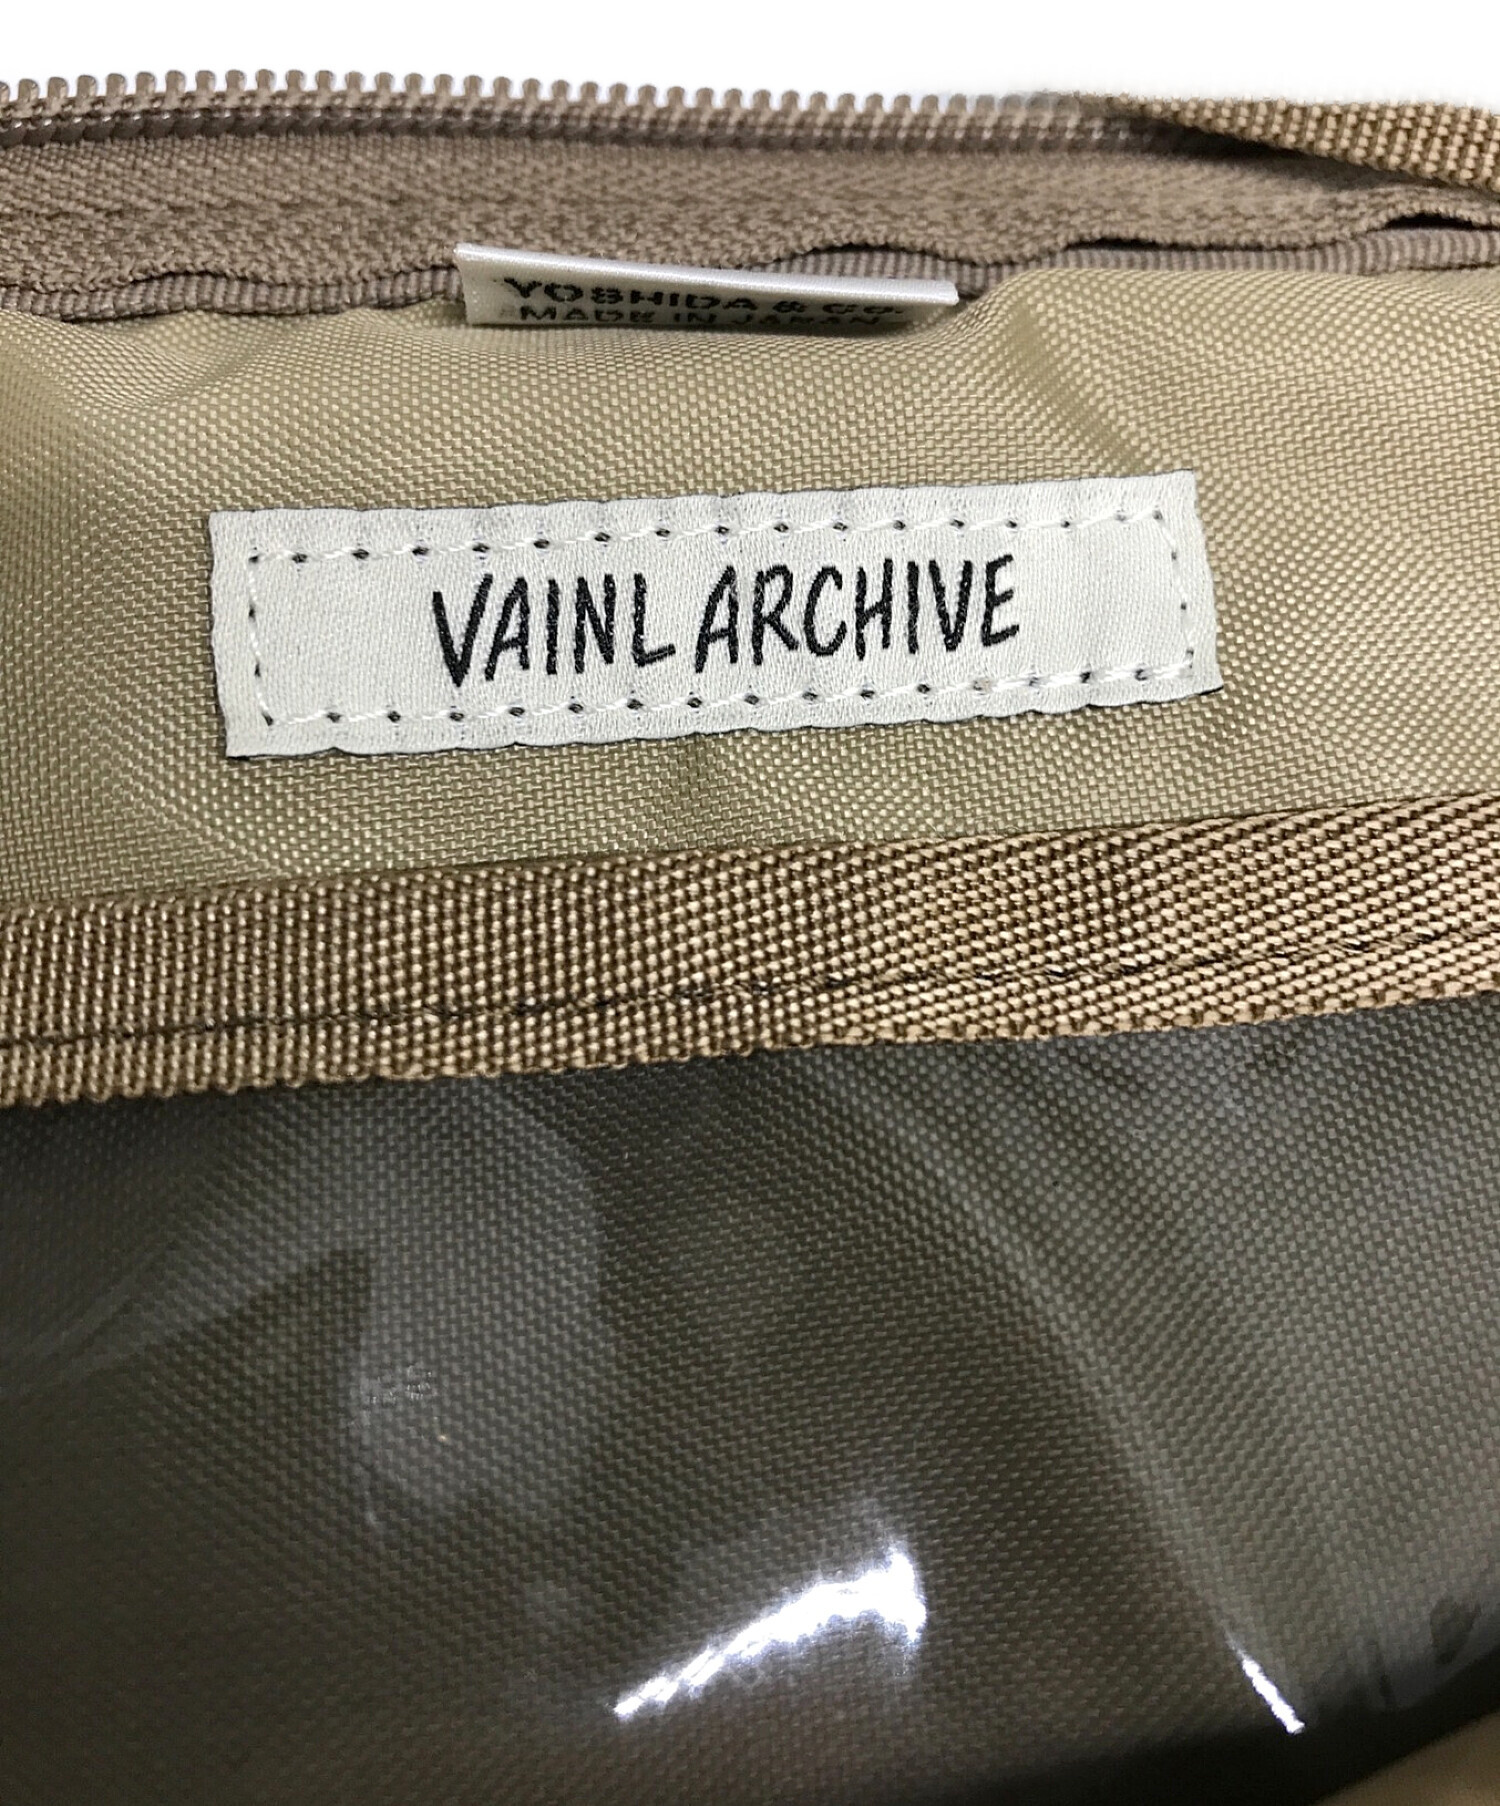 YOSHIDA & CO.
MADE IN JAPAN
VAINL ARCHIVE